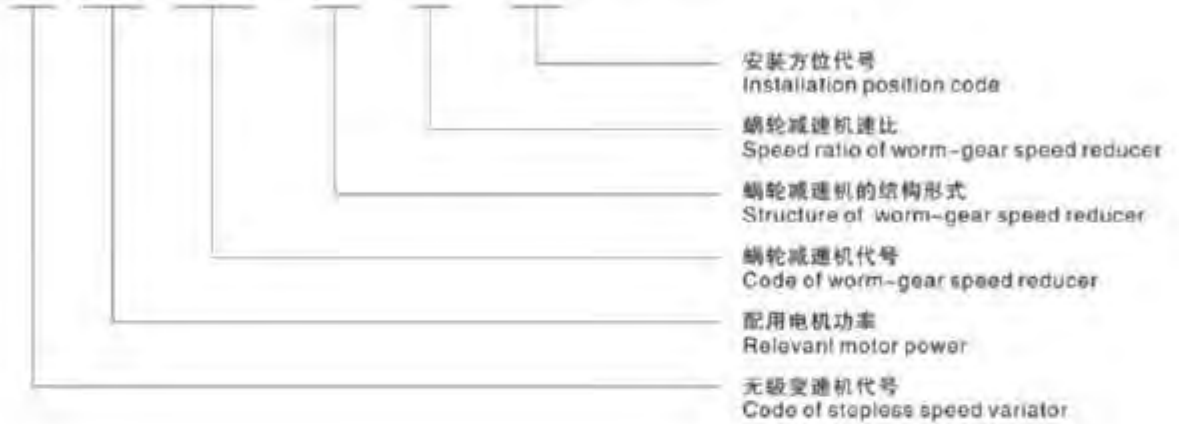 安装方位代号
Installation position code
蜗轮减速机速比
Speed ratio of worm-gear speed reducer
蜗轮减速机的结构形式
Structure of worm-gear speed reducer
蜗轮减速机代号
Code of worm-gear speed reducer
配用电机功率
Relevant motor power
无级变速机代号
Code of stepless speed variator